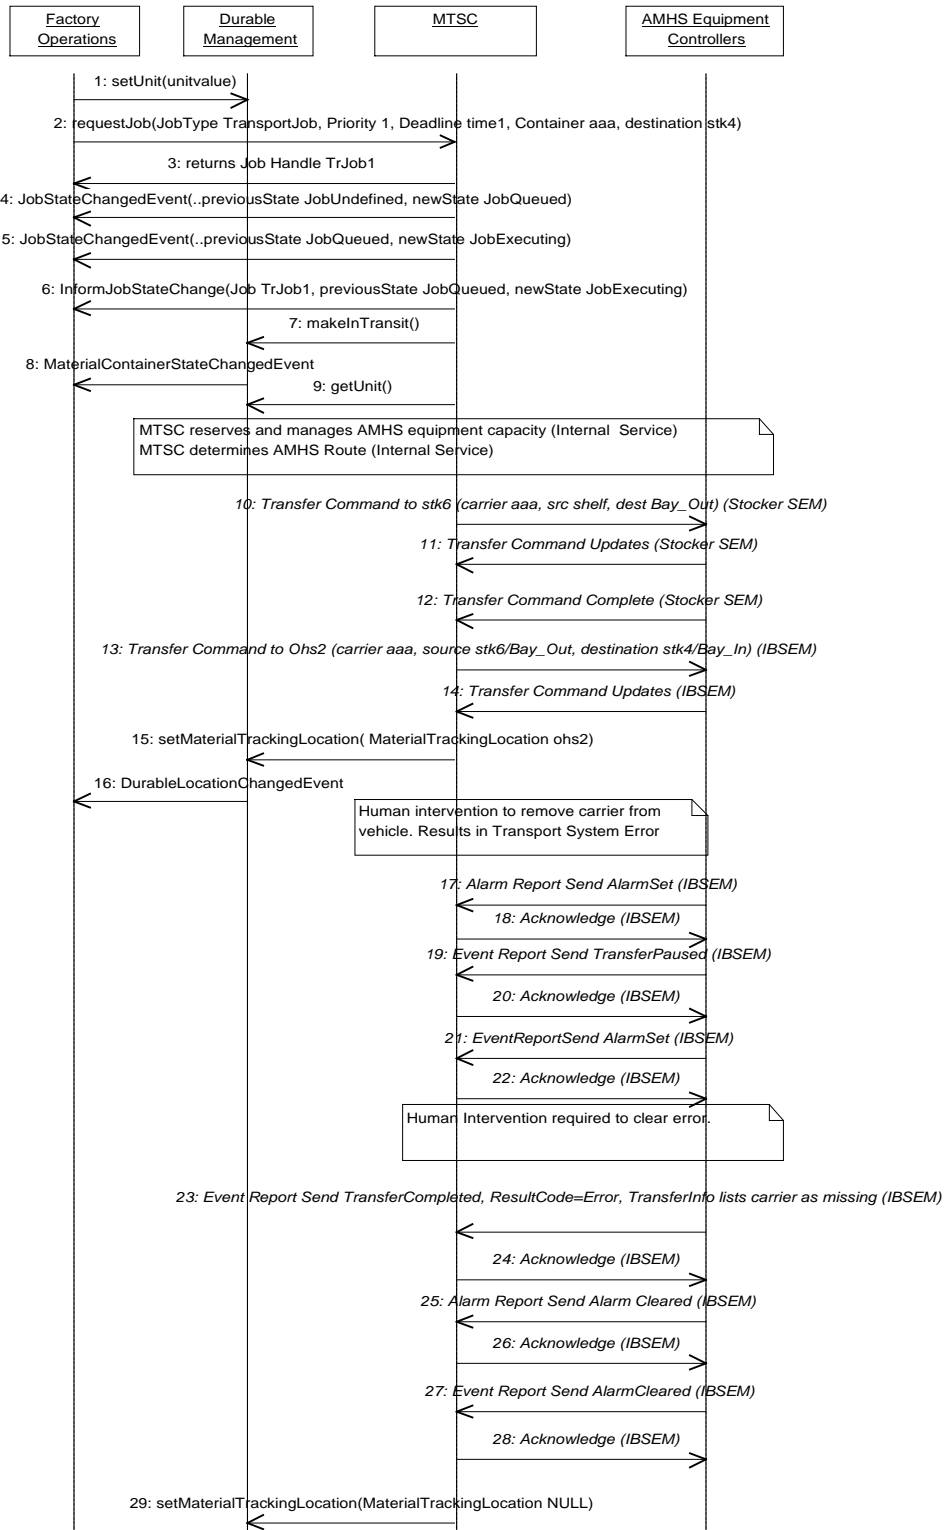 Factory
Operations
Durable
Management
MTSC
AMHS Equipment
Controllers
1: setUnit(unitvalue)
2: requestJob(JobType TransportJob, Priority 1, Deadline time1, Container aaa, destination stk4)
3: returns Job Handle TrJob1
4: JobStateChangedEvent(..previousState JobUndefined, newState JobQueued)
5: JobStateChangedEvent(..previousState JobQueued, newState JobExecuting)
6: InformJobStateChange(Job TrJob1, previousState JobQueued, newState JobExecuting)
7: makeInTransit()
8: MaterialContainerStateChangedEvent
9: getUnit()
MTSC reserves and manages AMHS equipment capacity (Internal Service)
MTSC determines AMHS Route (Internal Service)
10: Transfer Command to stk6 (carrier aaa, src shelf, dest Bay_Out) (Stocker SEM)
11: Transfer Command Updates (Stocker SEM)
12: Transfer Command Complete (Stocker SEM)
13: Transfer Command to Ohs2 (carrier aaa, source stk6/Bay_Out, destination stk4/Bay_In) (IBSEM)
14: Transfer Command Updates (IBSEM)
15: setMaterialTrackingLocation( MaterialTrackingLocation ohs2)
16: DurableLocationChangedEvent
Human intervention to remove carrier from
vehicle. Results in Transport System Error
17: Alarm Report Send AlarmSet (IBSEM)
18: Acknowledge (IBSEM)
19: Event Report Send TransferPaused (IBSEM)
20: Acknowledge (IBSEM)
21: EventReportSend AlarmSet (IBSEM)
22: Acknowledge (IBSEM)
Human Intervention required to clear error.
23: Event Report Send TransferCompleted, ResultCode=Error, TransferInfo lists carrier as missing (IBSEM)
24: Acknowledge (IBSEM)
25: Alarm Report Send Alarm Cleared (IBSEM)
26: Acknowledge (IBSEM)
27: Event Report Send AlarmCleared (IBSEM)
28: Acknowledge (IBSEM)
29: setMaterialTrackingLocation(MaterialTrackingLocation NULL)